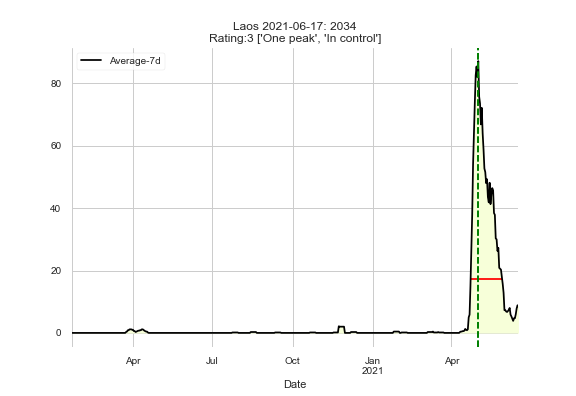 Laos 2021-06-17: 2034
Rating:3 ['One peak', 'In control']
Average-7d
80
60
40
20
0
Apr
Jul
Oct
Jan
2021
Apr
Date